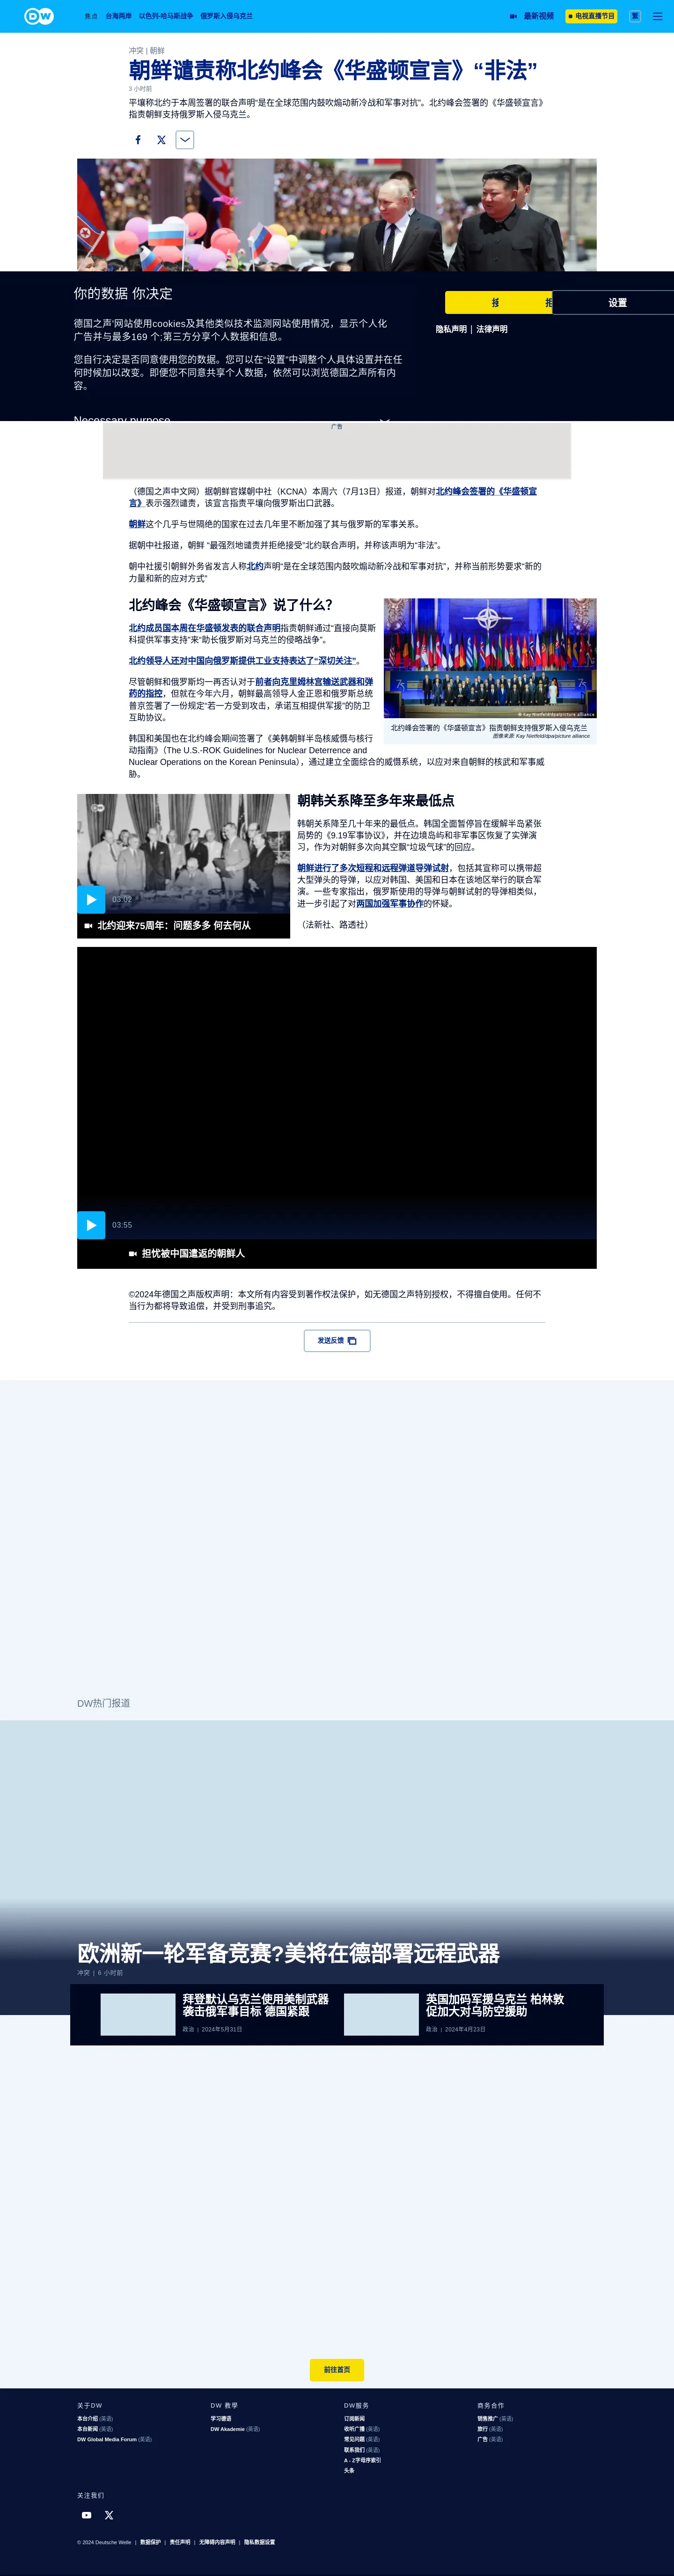 DW
焦点 台海两岸 以色列-哈马斯战争 俄罗斯入侵乌克兰 最新视频 电视直播节目 繁
冲突 | 朝鲜
朝鲜谴责称北约峰会《华盛顿宣言》“非法”
3 小时前
平壤称北约于本周签署的联合声明“是在全球范围内鼓吹煽动新冷战和军事对抗”。北约峰会签署的《华盛顿宣言》
指责朝鲜支持俄罗斯入侵乌克兰。
你的数据 你决定
德国之声‘网站使用cookies及其他类似技术监测网站使用情况，显示个人化
广告并与最多169 个;第三方分享个人数据和信息。
您自行决定是否同意使用您的数据。您可以在“设置”中调整个人具体设置并在任
何时候加以改变。即便您不同意共享个人数据，依然可以浏览德国之声所有内
容。
Necessary purpose
设置
隐私声明 | 法律声明
广告
（德国之声中文网）据朝鲜官媒朝中社（KCNA）本周六（7月13日）报道，朝鲜对北约峰会签署的《华盛顿宣
言》表示强烈谴责，该宣言指责平壤向俄罗斯出口武器。
朝鲜这个几乎与世隔绝的国家在过去几年里不断加强了其与俄罗斯的军事关系。
据朝中社报道，朝鲜 “最强烈地谴责并拒绝接受”北约联合声明，并称该声明为“非法”。
朝中社援引朝鲜外务省发言人称北约声明“是在全球范围内鼓吹煽动新冷战和军事对抗”，并称当前形势要求“新的
力量和新的应对方式”
北约峰会《华盛顿宣言》说了什么？
北约成员国本周在华盛顿发表的联合声明指责朝鲜通过“直接向莫斯
科提供军事支持”来“助长俄罗斯对乌克兰的侵略战争”。
北约领导人还对中国向俄罗斯提供工业支持表达了“深切关注”。
尽管朝鲜和俄罗斯均一再否认对于前者向克里姆林宫输送武器和弹
药的指控，但就在今年六月，朝鲜最高领导人金正恩和俄罗斯总统
普京签署了一份规定“若一方受到攻击，承诺互相提供军援”的防卫
互助协议。
© Kay Nietfeld/dpa/picture alliance
北约峰会签署的《华盛顿宣言》指责朝鲜支持俄罗斯入侵乌克兰
图像来源: Kay Nietfeld/dpa/picture alliance
韩国和美国也在北约峰会期间签署了《美韩朝鲜半岛核威慑与核行
动指南》（The U.S.-ROK Guidelines for Nuclear Deterrence and
Nuclear Operations on the Korean Peninsula），通过建立全面综合的威慑系统，以应对来自朝鲜的核武和军事威
胁。
DW
03:02
北约迎来75周年：问题多多 何去何从
朝韩关系降至多年来最低点
韩朝关系降至几十年来的最低点。韩国全面暂停旨在缓解半岛紧张
局势的《9.19军事协议》，并在边境岛屿和非军事区恢复了实弹演
习，作为对朝鲜多次向其空飘“垃圾气球”的回应。
朝鲜进行了多次短程和远程弹道导弹试射，包括其宣称可以携带超
大型弹头的导弹，以应对韩国、美国和日本在该地区举行的联合军
演。一些专家指出，俄罗斯使用的导弹与朝鲜试射的导弹相类似，
进一步引起了对两国加强军事协作的怀疑。
（法新社、路透社）
03:55
担忧被中国遣返的朝鲜人
©2024年德国之声版权声明：本文所有内容受到著作权法保护，如无德国之声特别授权，不得擅自使用。任何不
当行为都将导致追偿，并受到刑事追究。
发送反馈
DW热门报道
欧洲新一轮军备竞赛?美将在德部署远程武器
冲突 | 6 小时前
拜登默认乌克兰使用美制武器
袭击俄军事目标 德国紧跟
政治 | 2024年5月31日
英国加码军援乌克兰 柏林敦
促加大对乌防空援助
政治 | 2024年4月23日
前往首页
关于DW
本台介绍 (英语)
本台新闻 (英语)
DW Global Media Forum (英语)
DW 教學
学习德语
DW Akademie (英语)
DW服务
订阅新闻
收听广播 (英语)
常见问题 (英语)
联系我们 (英语)
A - Z字母序索引
头条
商务合作
销售推广 (英语)
旅行 (英语)
广告 (英语)
关注我们
© 2024 Deutsche Welle | 数据保护 | 责任声明 | 无障碍内容声明 | 隐私数据设置